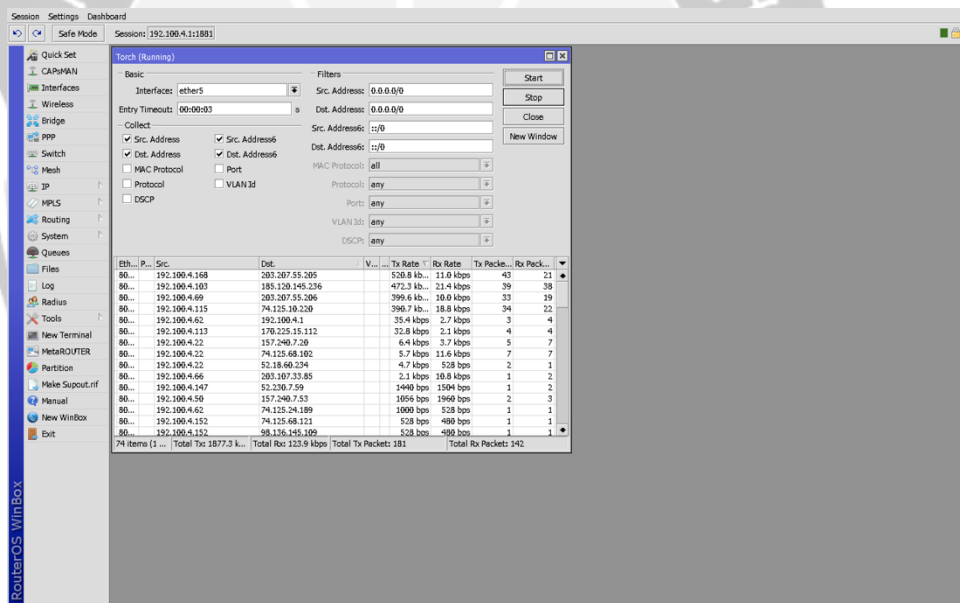 Session Settings Dashboard
Safe Mode Session: 192.100.4.1:1881
Quick Set
CAPsMAN
Interfaces
Wireless
Bridge
PPP
Switch
Mesh
IP
MPLS
Routing
System
Queues
Files
Log
Radius
Tools
New Terminal
MetaROUTER
Partition
Make Supout.rif
Manual
New WinBox
Exit
RouterOS WinBox
Torch (Running)
Basic
Interface: ether5
Entry Timeout: 00:00:03 s
Collect
Src. Address Src. Address6
Dst. Address Dst. Address6
MAC Protocol Port
Protocol VLAN Id
DSCP
Filters
Src. Address: 0.0.0.0/0
Dst. Address: 0.0.0.0/0
Src. Address6: ::/0
Dst. Address6: ::/0
MAC Protocol: all
Protocol: any
Port: any
VLAN Id: any
DSCP: any
Start
Stop
Close
New Window
Eth... P... Src. Dst. V... ... Tx Rate Rx Rate Tx Packe... Rx Pack...
80... 192.100.4.168 203.207.55.205 520.8 kb... 11.0 kbps 43 21
80... 192.100.4.103 185.120.145.236 472.3 kb... 21.4 kbps 39 38
80... 192.100.4.69 203.207.55.206 399.6 kb... 10.0 kbps 33 19
80... 192.100.4.115 74.125.10.220 390.7 kb... 18.8 kbps 34 22
80... 192.100.4.62 192.100.4.1 35.4 kbps 2.7 kbps 3 4
80... 192.100.4.113 170.225.15.112 32.8 kbps 2.1 kbps 4 4
80... 192.100.4.22 157.240.7.20 6.4 kbps 3.7 kbps 5 7
80... 192.100.4.22 74.125.68.102 5.7 kbps 11.6 kbps 7 7
80... 192.100.4.22 52.18.60.234 4.7 kbps 528 bps 2 1
80... 192.100.4.66 203.107.33.85 2.1 kbps 10.8 kbps 1 2
80... 192.100.4.147 52.230.7.59 1440 bps 1504 bps 1 2
80... 192.100.4.50 157.240.7.53 1056 bps 1960 bps 2 3
80... 192.100.4.62 74.125.24.189 1000 bps 528 bps 1 1
80... 192.100.4.152 74.125.68.121 528 bps 480 bps 1 1
80... 192.100.4.152 98.136.145.109 528 bps 480 bps 1 1
74 items (1 ... Total Tx: 1877.3 k... Total Rx: 123.9 kbps Total Tx Packet: 181 Total Rx Packet: 142